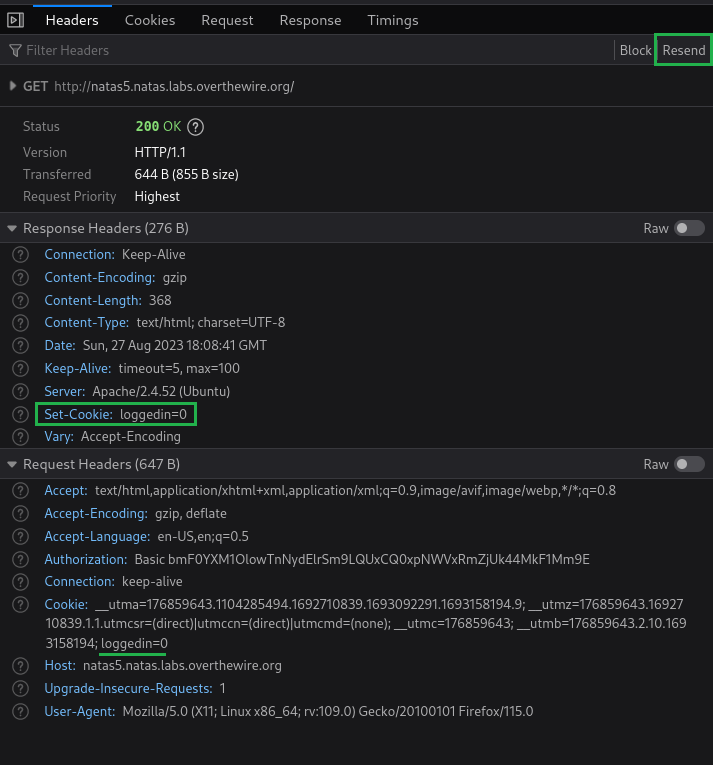 Headers Cookies Request Response Timings
Filter Headers Block Resend
GET http://natas5.natas.labs.overthewire.org/
Status 200 OK ?
Version HTTP/1.1
Transferred 644 B (855 B size)
Request Priority Highest
Response Headers (276 B) Raw
? Connection: Keep-Alive
? Content-Encoding: gzip
? Content-Length: 368
? Content-Type: text/html; charset=UTF-8
? Date: Sun, 27 Aug 2023 18:08:41 GMT
? Keep-Alive: timeout=5, max=100
? Server: Apache/2.4.52 (Ubuntu)
? Set-Cookie: loggedin=0
? Vary: Accept-Encoding
Request Headers (647 B) Raw
? Accept: text/html,application/xhtml+xml,application/xml;q=0.9,image/avif,image/webp,*/*;q=0.8
? Accept-Encoding: gzip, deflate
? Accept-Language: en-US,en;q=0.5
? Authorization: Basic bmF0YXM1OlowTnNydElrSm9LQUxCQ0xpNWVxRmZjUk44MkF1Mm9E
? Connection: keep-alive
? Cookie: __utma=176859643.1104285494.1692710839.1693092291.1693158194.9; __utmz=176859643.16927
10839.1.1.utmcsr=(direct)|utmccn=(direct)|utmcmd=(none); __utmc=176859643; __utmb=176859643.2.10.169
3158194; loggedin=0
? Host: natas5.natas.labs.overthewire.org
? Upgrade-Insecure-Requests: 1
? User-Agent: Mozilla/5.0 (X11; Linux x86_64; rv:109.0) Gecko/20100101 Firefox/115.0